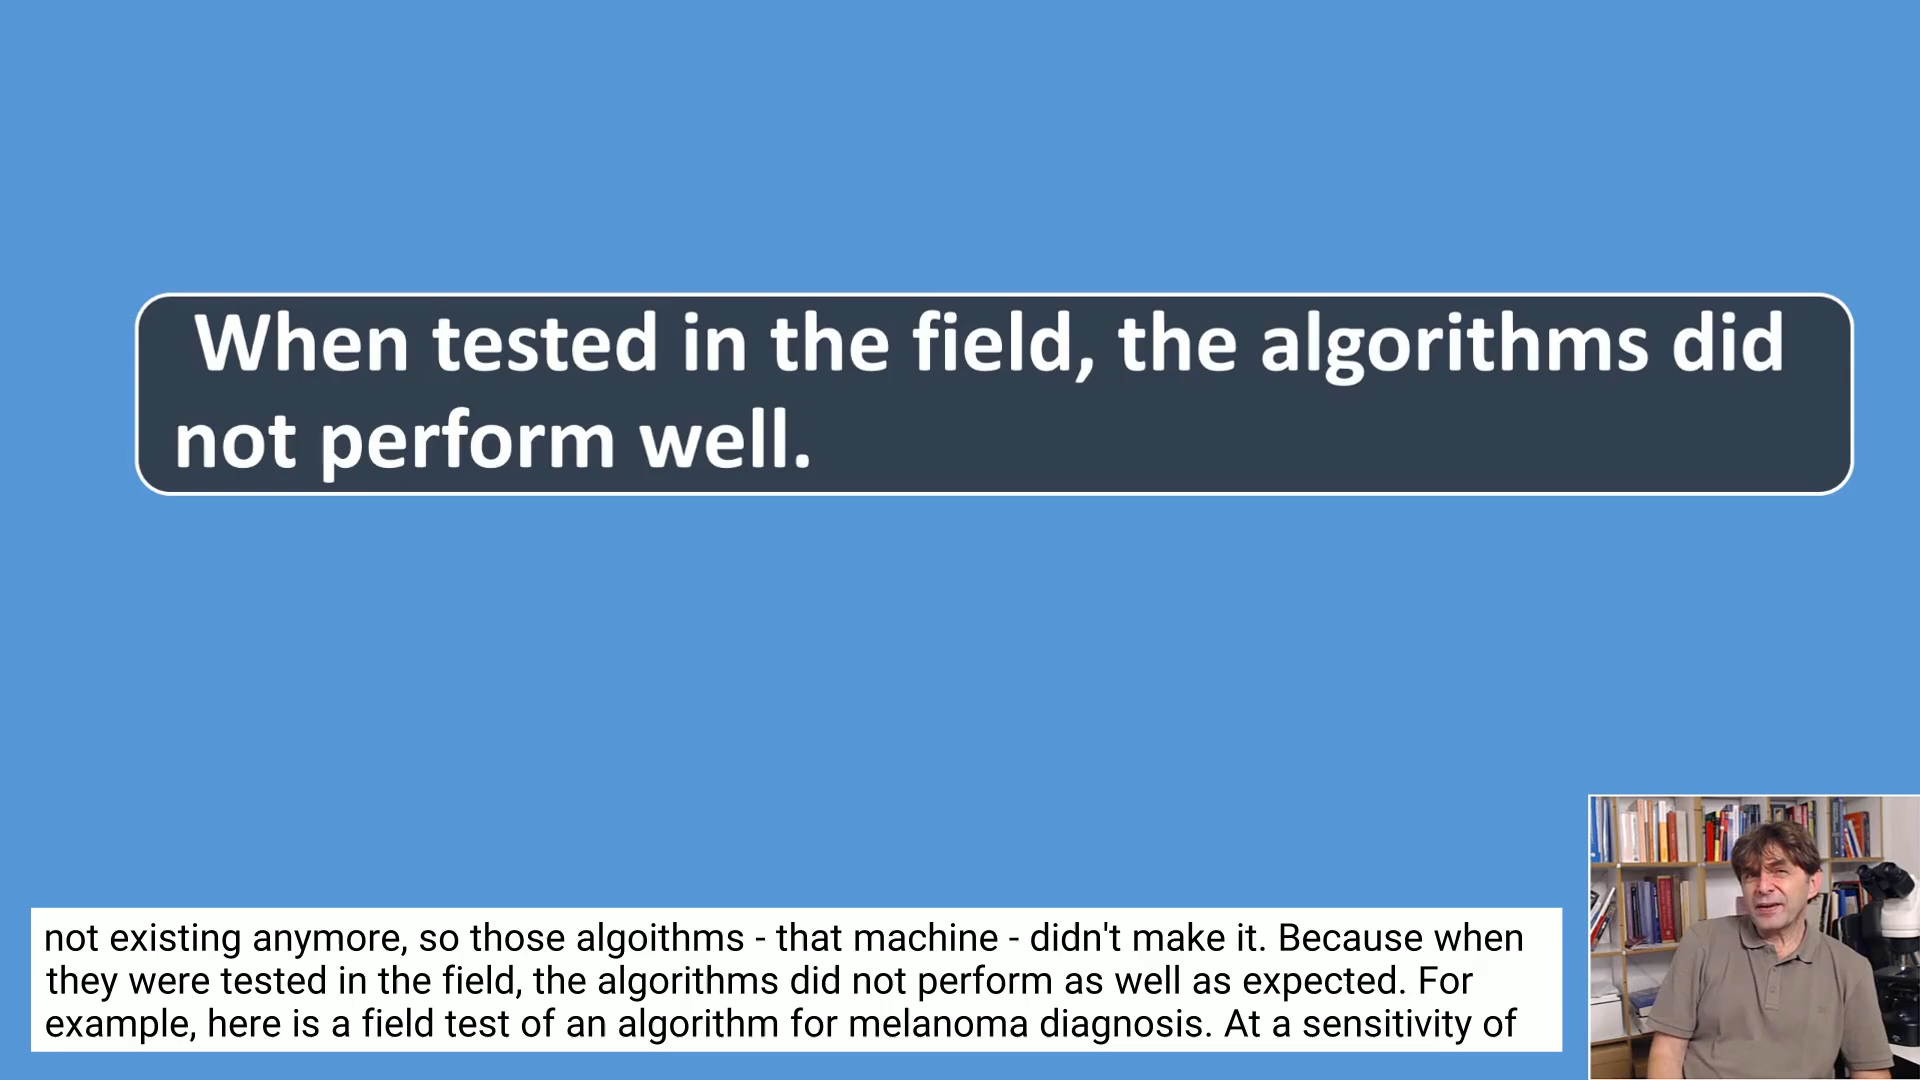 When tested in the field, the algorithms did
not perform well.
not existing anymore, so those algoithms - that machine - didn't make it. Because when
they were tested in the field, the algorithms did not perform as well as expected. For
example, here is a field test of an algorithm for melanoma diagnosis. At a sensitivity of